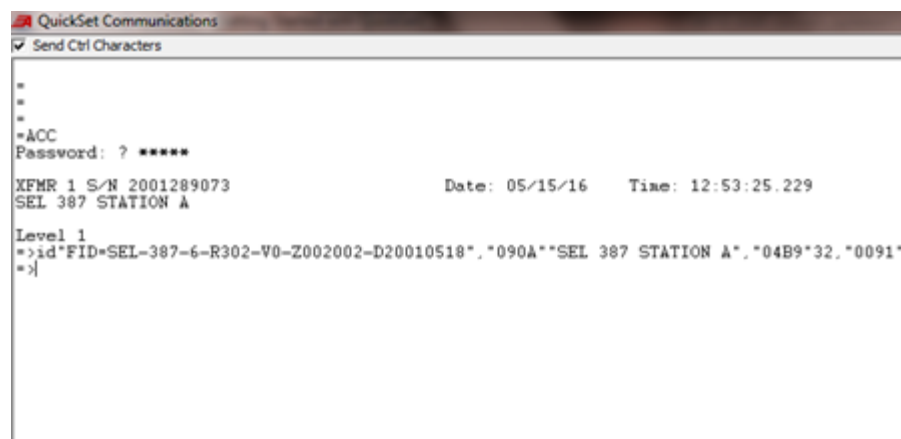 QuickSet Communications
Send Ctrl Characters
=
=
=
=ACC
Password: ? *****
XFMR 1 S/N 2001289073 Date: 05/15/16 Time: 12:53:25.229
SEL 387 STATION A
Level 1
=>id"FID=SEL-387-6-R302-V0-Z002002-D20010518","090A""SEL 387 STATION A","04B9"32,"0091"
=>